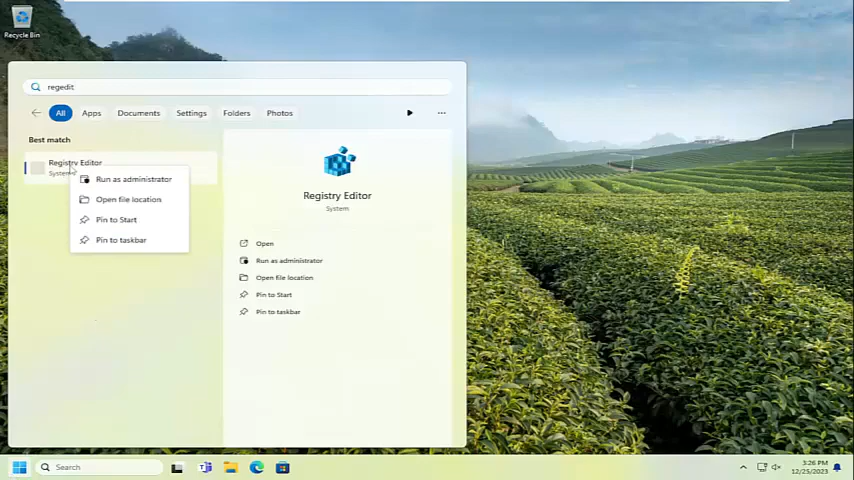 Recycle Bin
regedit
All
Apps
Documents
Settings
Folders
Photos
Best match
Registry Editor
System
Run as administrator
Open file location
Pin to Start
Pin to taskbar
Registry Editor
System
Open
Run as administrator
Open file location
Pin to Start
Pin to taskbar
Search
3:26 PM
12/25/2023